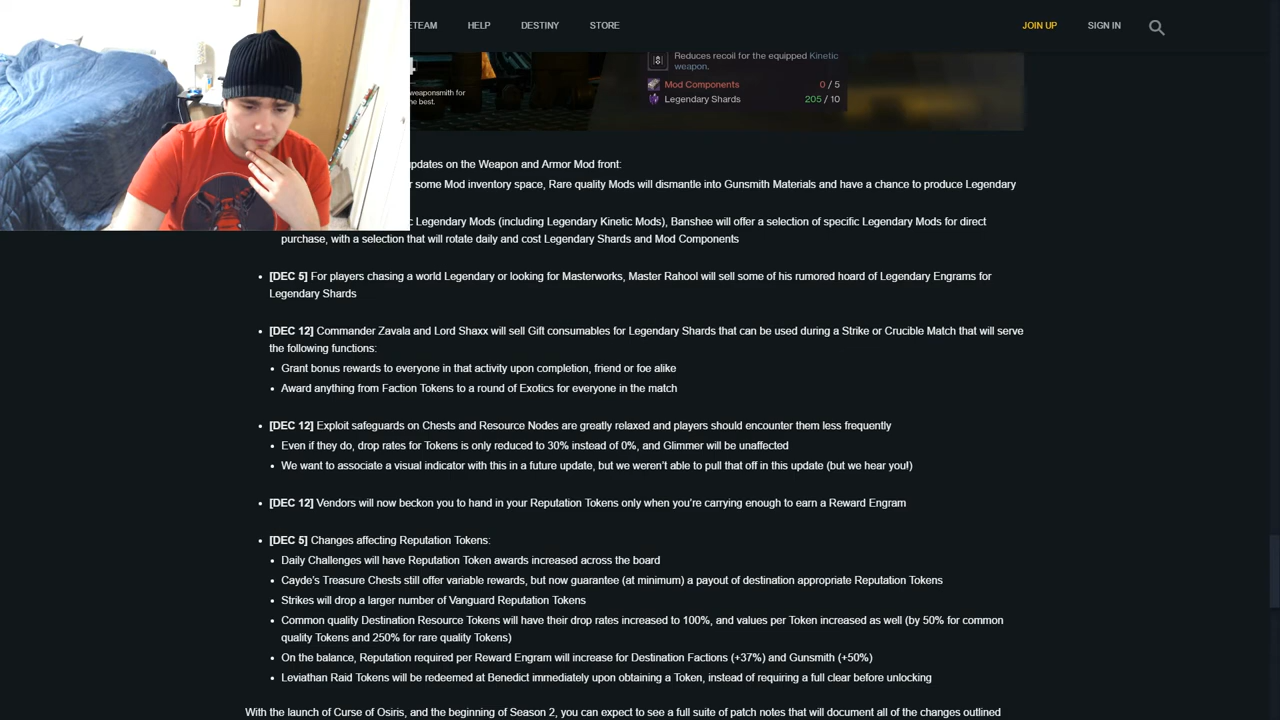 ETEAM HELP DESTINY STORE JOIN UP SIGN IN
Reduces recoil for the equipped Kinetic
weapon.
weaponsmith for
he best.
Mod Components 0 / 5
Legendary Shards 205 / 10
updates on the Weapon and Armor Mod front:
r some Mod inventory space, Rare quality Mods will dismantle into Gunsmith Materials and have a chance to produce Legendary
c Legendary Mods (including Legendary Kinetic Mods), Banshee will offer a selection of specific Legendary Mods for direct
purchase, with a selection that will rotate daily and cost Legendary Shards and Mod Components
• [DEC 5] For players chasing a world Legendary or looking for Masterworks, Master Rahool will sell some of his rumored hoard of Legendary Engrams for
Legendary Shards
• [DEC 12] Commander Zavala and Lord Shaxx will sell Gift consumables for Legendary Shards that can be used during a Strike or Crucible Match that will serve
the following functions:
• Grant bonus rewards to everyone in that activity upon completion, friend or foe alike
• Award anything from Faction Tokens to a round of Exotics for everyone in the match
• [DEC 12] Exploit safeguards on Chests and Resource Nodes are greatly relaxed and players should encounter them less frequently
• Even if they do, drop rates for Tokens is only reduced to 30% instead of 0%, and Glimmer will be unaffected
• We want to associate a visual indicator with this in a future update, but we weren't able to pull that off in this update (but we hear you!)
• [DEC 12] Vendors will now beckon you to hand in your Reputation Tokens only when you're carrying enough to earn a Reward Engram
• [DEC 5] Changes affecting Reputation Tokens:
• Daily Challenges will have Reputation Token awards increased across the board
• Cayde's Treasure Chests still offer variable rewards, but now guarantee (at minimum) a payout of destination appropriate Reputation Tokens
• Strikes will drop a larger number of Vanguard Reputation Tokens
• Common quality Destination Resource Tokens will have their drop rates increased to 100%, and values per Token increased as well (by 50% for common
quality Tokens and 250% for rare quality Tokens)
• On the balance, Reputation required per Reward Engram will increase for Destination Factions (+37%) and Gunsmith (+50%)
• Leviathan Raid Tokens will be redeemed at Benedict immediately upon obtaining a Token, instead of requiring a full clear before unlocking
With the launch of Curse of Osiris, and the beginning of Season 2, you can expect to see a full suite of patch notes that will document all of the changes outlined